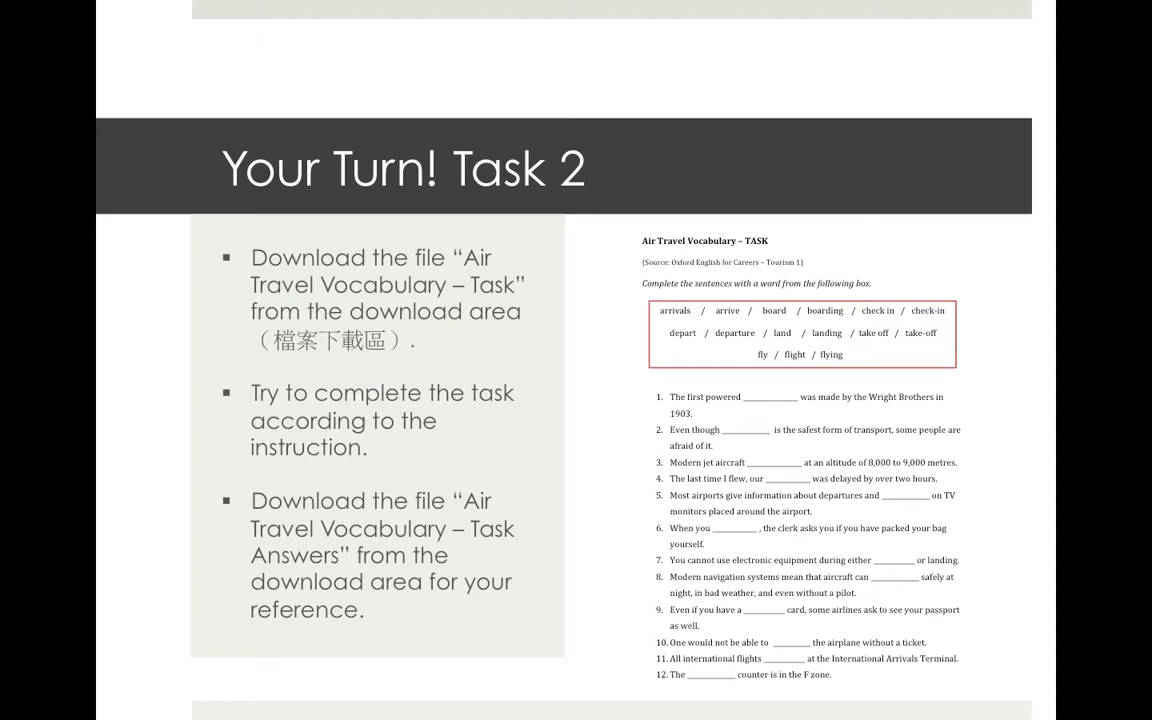 Your Turn! Task 2
▪ Download the file “Air
Travel Vocabulary – Task”
from the download area
（檔案下載區）.
▪ Try to complete the task
according to the
instruction.
▪ Download the file “Air
Travel Vocabulary – Task
Answers” from the
download area for your
reference.
Air Travel Vocabulary – TASK
(Source: Oxford English for Careers – Tourism 1)
Complete the sentences with a word from the following box.
arrivals / arrive / board / boarding / check in / check-in
depart / departure / land / landing / take off / take-off
fly / flight / flying
1. The first powered ____________ was made by the Wright Brothers in
1903.
2. Even though ___________ is the safest form of transport, some people are
afraid of it.
3. Modern jet aircraft ____________ at an altitude of 8,000 to 9,000 metres.
4. The last time I flew, our __________ was delayed by over two hours.
5. Most airports give information about departures and ___________ on TV
monitors placed around the airport.
6. When you __________ , the clerk asks you if you have packed your bag
yourself.
7. You cannot use electronic equipment during either _________ or landing.
8. Modern navigation systems mean that aircraft can ___________ safely at
night, in bad weather, and even without a pilot.
9. Even if you have a _________ card, some airlines ask to see your passport
as well.
10. One would not be able to ________ the airplane without a ticket.
11. All international flights _________ at the International Arrivals Terminal.
12. The ___________ counter is in the F zone.